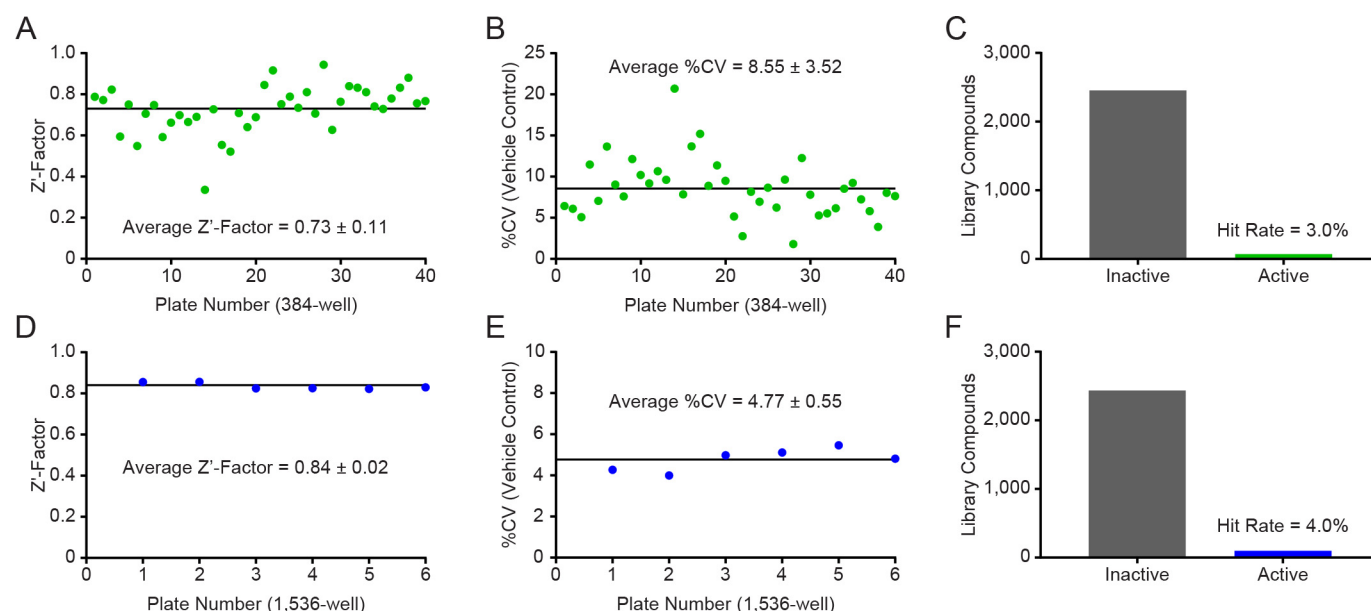 A
Z'-Factor
1.0
0.8
0.6
0.4
0.2
0
Average Z'-Factor = 0.73 ± 0.11
0 10 20 30 40
Plate Number (384-well)
B
%CV (Vehicle Control)
25
20
15
10
5
0
Average %CV = 8.55 ± 3.52
0 10 20 30 40
Plate Number (384-well)
C
Library Compounds
3,000
2,000
1,000
0
Hit Rate = 3.0%
Inactive Active
D
Z'-Factor
1.0
0.8
0.6
0.4
0.2
0
Average Z'-Factor = 0.84 ± 0.02
0 1 2 3 4 5 6
Plate Number (1,536-well)
E
%CV (Vehicle Control)
10
8
6
4
2
0
Average %CV = 4.77 ± 0.55
0 1 2 3 4 5 6
Plate Number (1,536-well)
F
Library Compounds
3,000
2,000
1,000
0
Hit Rate = 4.0%
Inactive Active